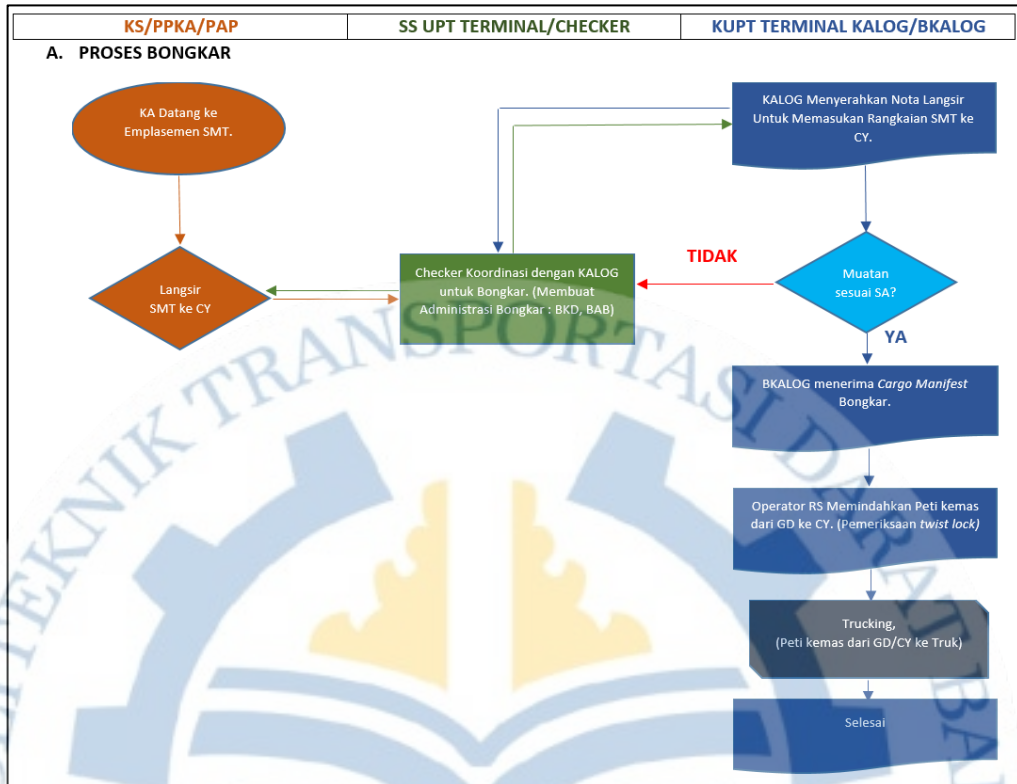 KS/PPKA/PAP
SS UPT TERMINAL/CHECKER
KUPT TERMINAL KALOG/BKALOG
A. PROSES BONGKAR
KA Datang ke
Emplasemen SMT.
KALOG Menyerahkan Nota Langsir
Untuk Memasukan Rangkaian SMT ke
CY.
Langsir
SMT ke CY
Checker Koordinasi dengan KALOG
untuk Bongkar. (Membuat
Administrasi Bongkar : BKD, BAB)
TIDAK
Muatan
sesuai SA?
YA
BKALOG menerima Cargo Manifest
Bongkar.
Operator RS Memindahkan Peti kemas
dari GD ke CY. (Pemeriksaan twist lock)
Trucking,
(Peti kemas dari GD/CY ke Truk)
Selesai
TEKNIK TRANSPORTASI DARAT